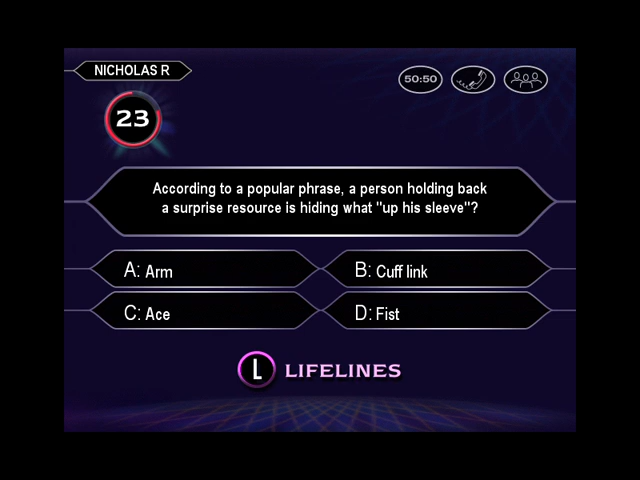 NICHOLAS R
50:50
23
According to a popular phrase, a person holding back
a surprise resource is hiding what "up his sleeve"?
A: Arm
B: Cuff link
C: Ace
D: Fist
L LIFELINES